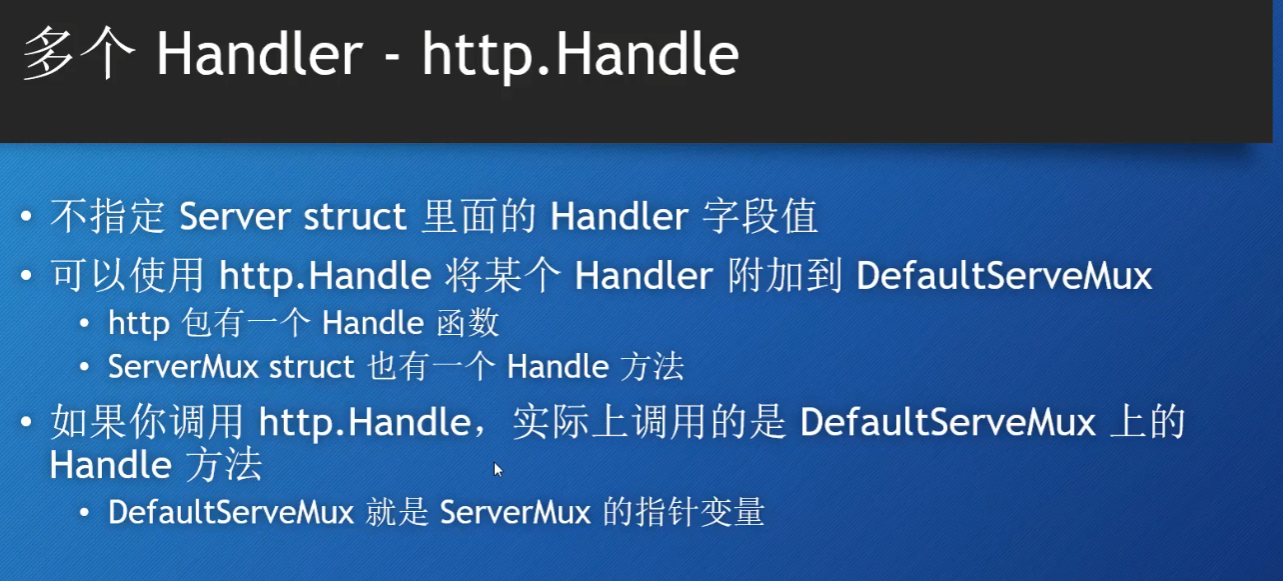 多个 Handler - http.Handle
• 不指定 Server struct 里面的 Handler 字段值
• 可以使用 http.Handle 将某个 Handler 附加到 DefaultServeMux
• http 包有一个 Handle 函数
• ServerMux struct 也有一个 Handle 方法
• 如果你调用 http.Handle，实际上调用的是 DefaultServeMux 上的
Handle 方法
• DefaultServeMux 就是 ServerMux 的指针变量